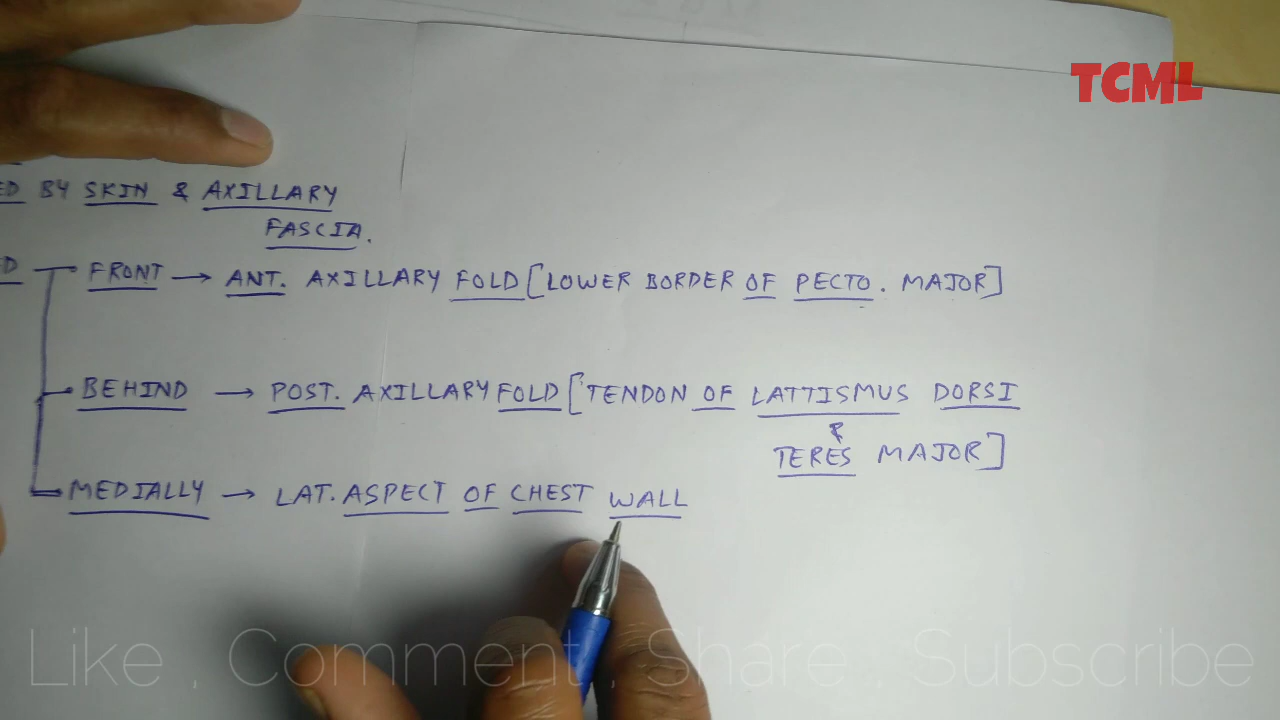 TCML
ED BY SKIN & AXILLARY
FASCIA.
D FRONT → ANT. AXILLARY FOLD [LOWER BORDER OF PECTO. MAJOR]
BEHIND → POST. AXILLARY FOLD [TENDON OF LATTISMUS DORSI
&
TERES MAJOR]
MEDIALLY → LAT. ASPECT OF CHEST WALL
Like , Comment , Share , Subscribe